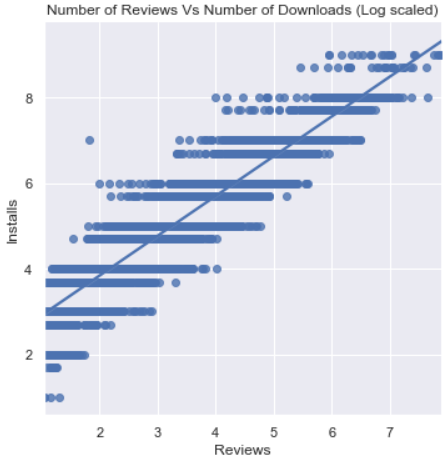 Number of Reviews Vs Number of Downloads (Log scaled)
8
6
4
2
Installs
2 3 4 5 6 7
Reviews